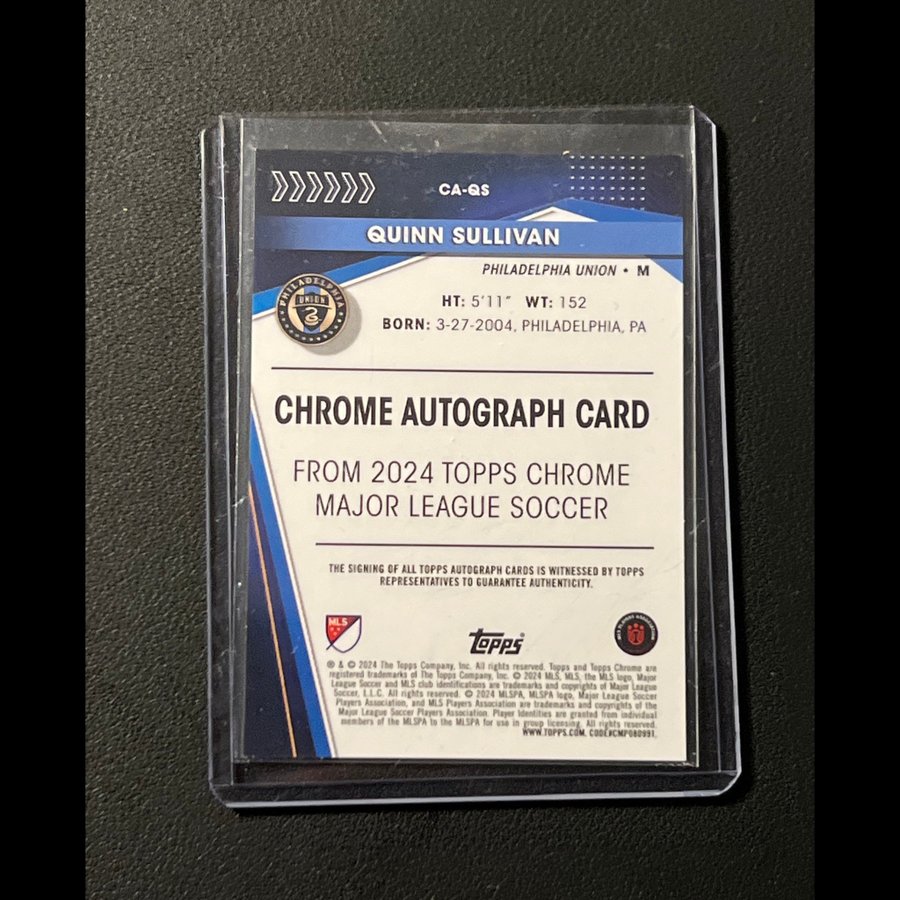 CA-QS
QUINN SULLIVAN
PHILADELPHIA UNION • M
PHILADELPHIA
UNION
HT: 5'11" WT: 152
BORN: 3-27-2004, PHILADELPHIA, PA
CHROME AUTOGRAPH CARD
FROM 2024 TOPPS CHROME
MAJOR LEAGUE SOCCER
THE SIGNING OF ALL TOPPS AUTOGRAPH CARDS IS WITNESSED BY TOPPS
REPRESENTATIVES TO GUARANTEE AUTHENTICITY.
MLS
Topps®
® & © 2024 The Topps Company, Inc. All rights reserved. Topps and Topps Chrome are
registered trademarks of The Topps Company, Inc. © 2024 MLS, MLS, the MLS logo, Major
League Soccer and MLS club identifications are trademarks and copyrights of Major League
Soccer, L.L.C. All rights reserved. © 2024 MLSPA, MLSPA logo, Major League Soccer
Players Association, and MLS Players Association are trademarks and copyrights of the
Major League Soccer Players Association. Player Identities are granted from individual
members of the MLSPA to the MLSPA for use in group licensing. All rights reserved.
WWW.TOPPS.COM. CODE#CMP080991.